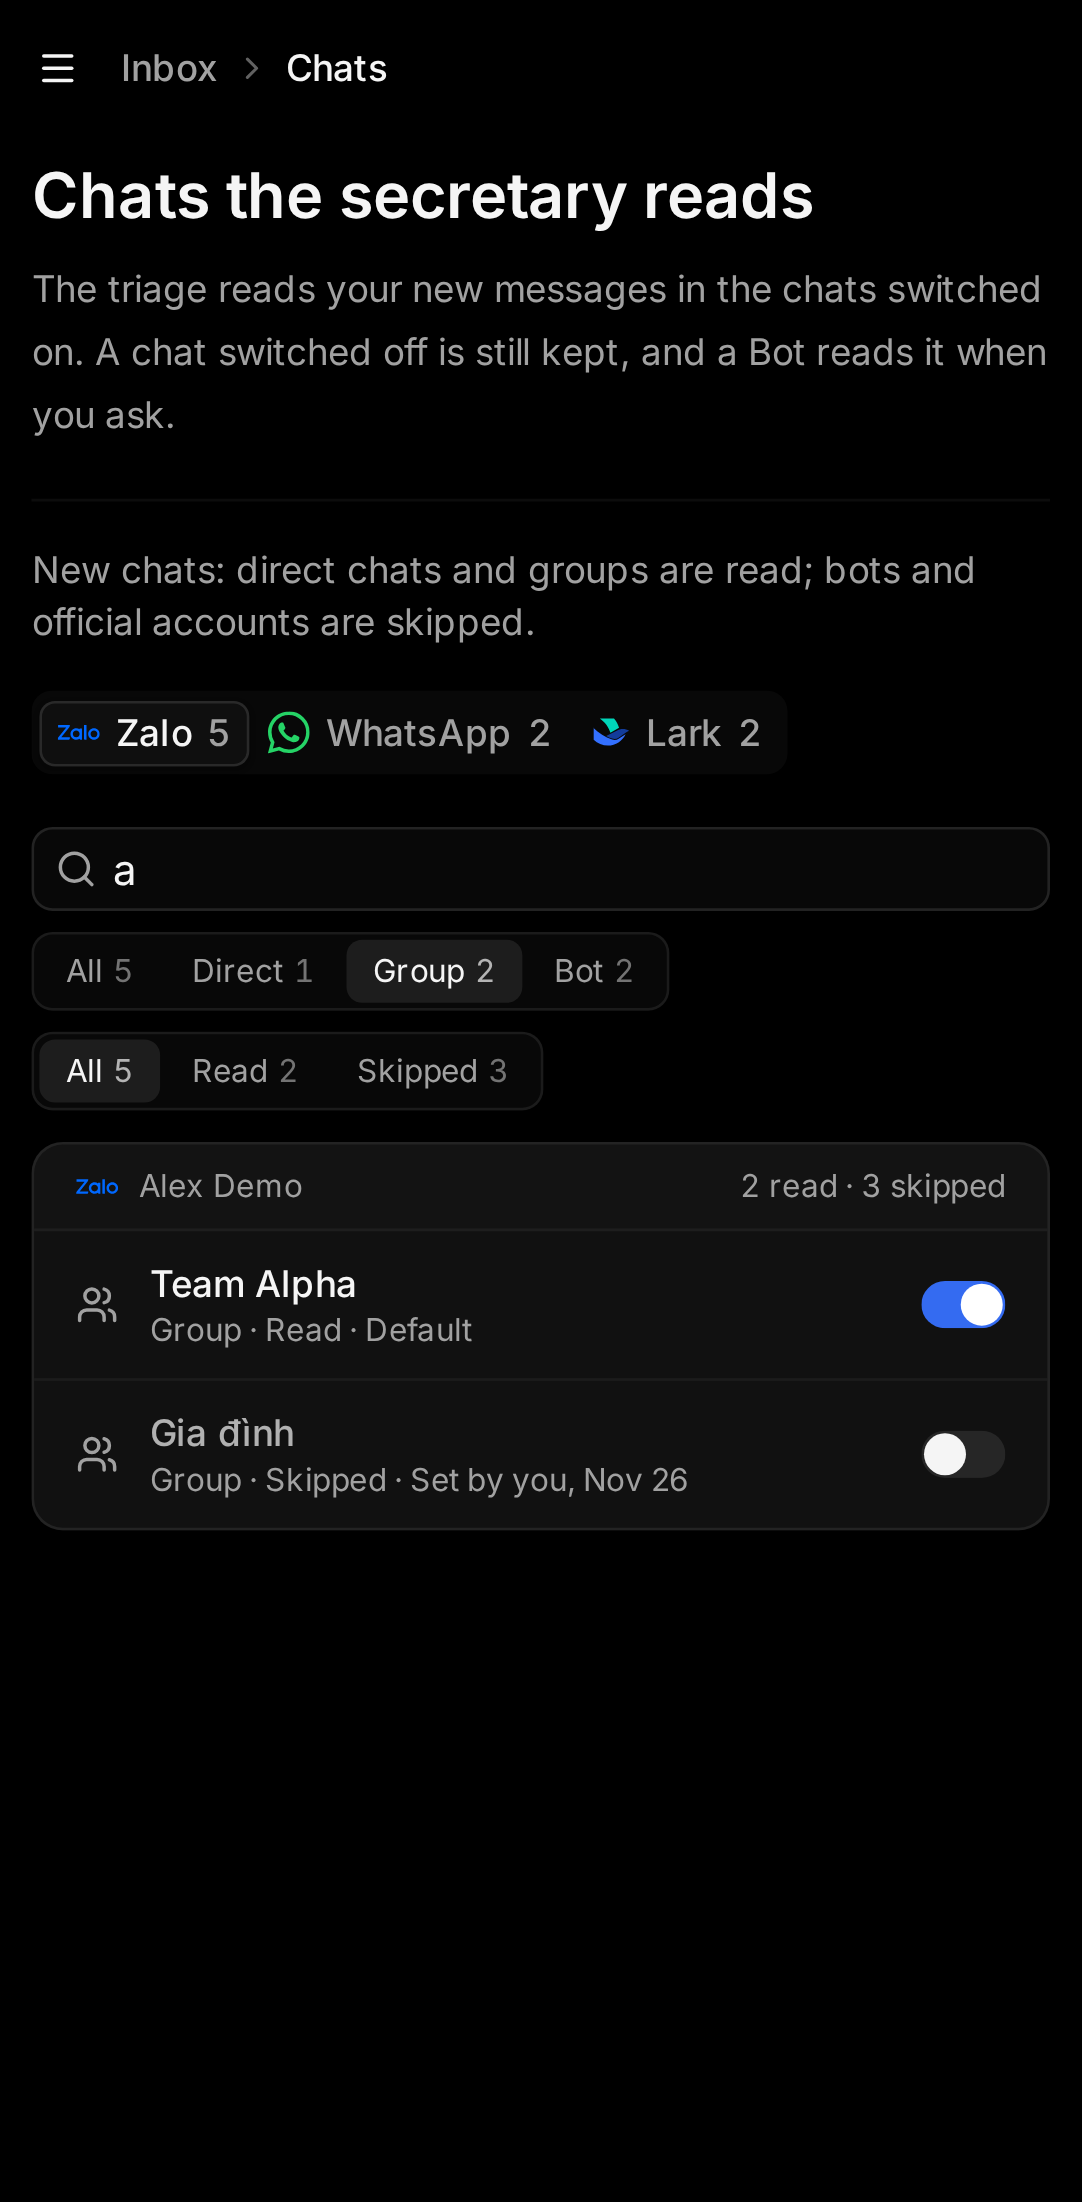 Inbox > Chats
Chats the secretary reads
The triage reads your new messages in the chats switched
on. A chat switched off is still kept, and a Bot reads it when
you ask.
New chats: direct chats and groups are read; bots and
official accounts are skipped.
Zalo Zalo 5 WhatsApp 2 Lark 2
a
All 5 Direct 1 Group 2 Bot 2
All 5 Read 2 Skipped 3
Zalo Alex Demo 2 read · 3 skipped
Team Alpha
Group · Read · Default
Gia đình
Group · Skipped · Set by you, Nov 26